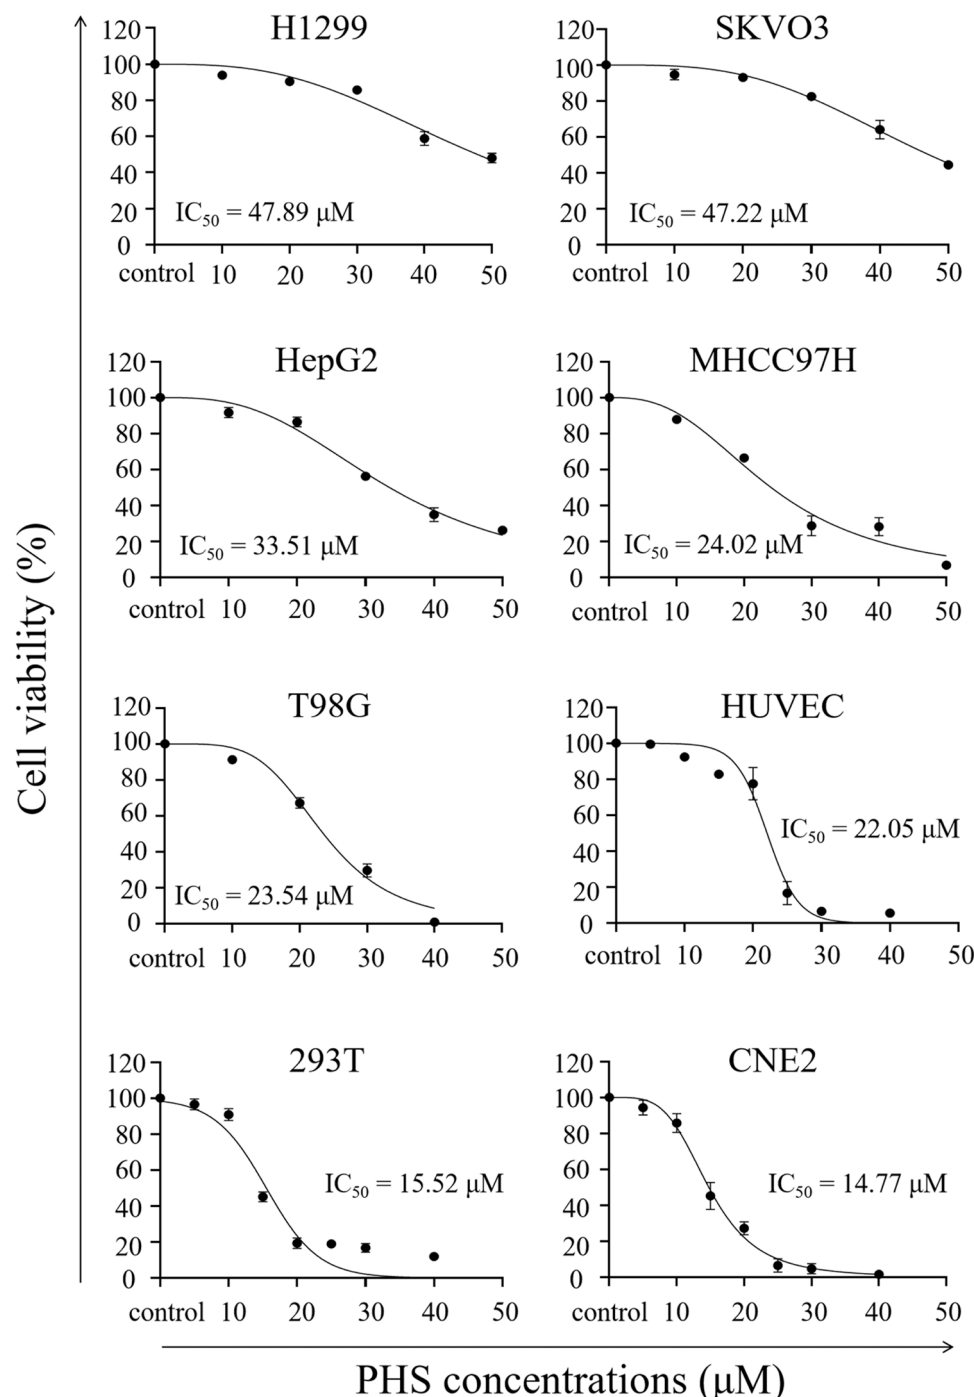 H1299
120
100
80
60
40
20
0
IC50 = 47.89 μM
control 10 20 30 40 50
SKVO3
120
100
80
60
40
20
0
IC50 = 47.22 μM
control 10 20 30 40 50
HepG2
120
100
80
60
40
20
0
IC50 = 33.51 μM
control 10 20 30 40 50
MHCC97H
120
100
80
60
40
20
0
IC50 = 24.02 μM
control 10 20 30 40 50
T98G
120
100
80
60
40
20
0
IC50 = 23.54 μM
control 10 20 30 40 50
HUVEC
120
100
80
60
40
20
0
IC50 = 22.05 μM
control 10 20 30 40 50
293T
120
100
80
60
40
20
0
IC50 = 15.52 μM
control 10 20 30 40 50
CNE2
120
100
80
60
40
20
0
IC50 = 14.77 μM
control 10 20 30 40 50
Cell viability (%)
PHS concentrations (μM)